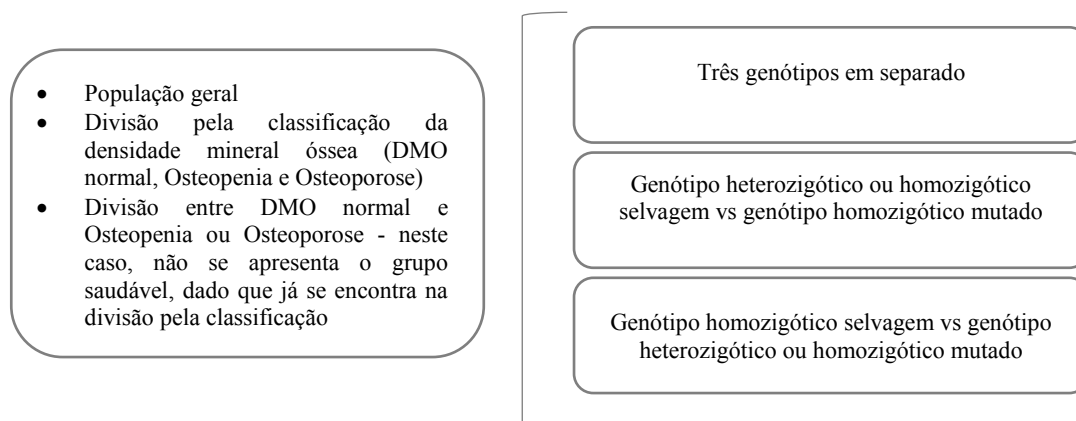 • População geral
• Divisão pela classificação da
densidade mineral óssea (DMO
normal, Osteopenia e Osteoporose)
• Divisão entre DMO normal e
Osteopenia ou Osteoporose - neste
caso, não se apresenta o grupo
saudável, dado que já se encontra na
divisão pela classificação
Três genótipos em separado
Genótipo heterozigótico ou homozigótico
selvagem vs genótipo homozigótico mutado
Genótipo homozigótico selvagem vs genótipo
heterozigótico ou homozigótico mutado